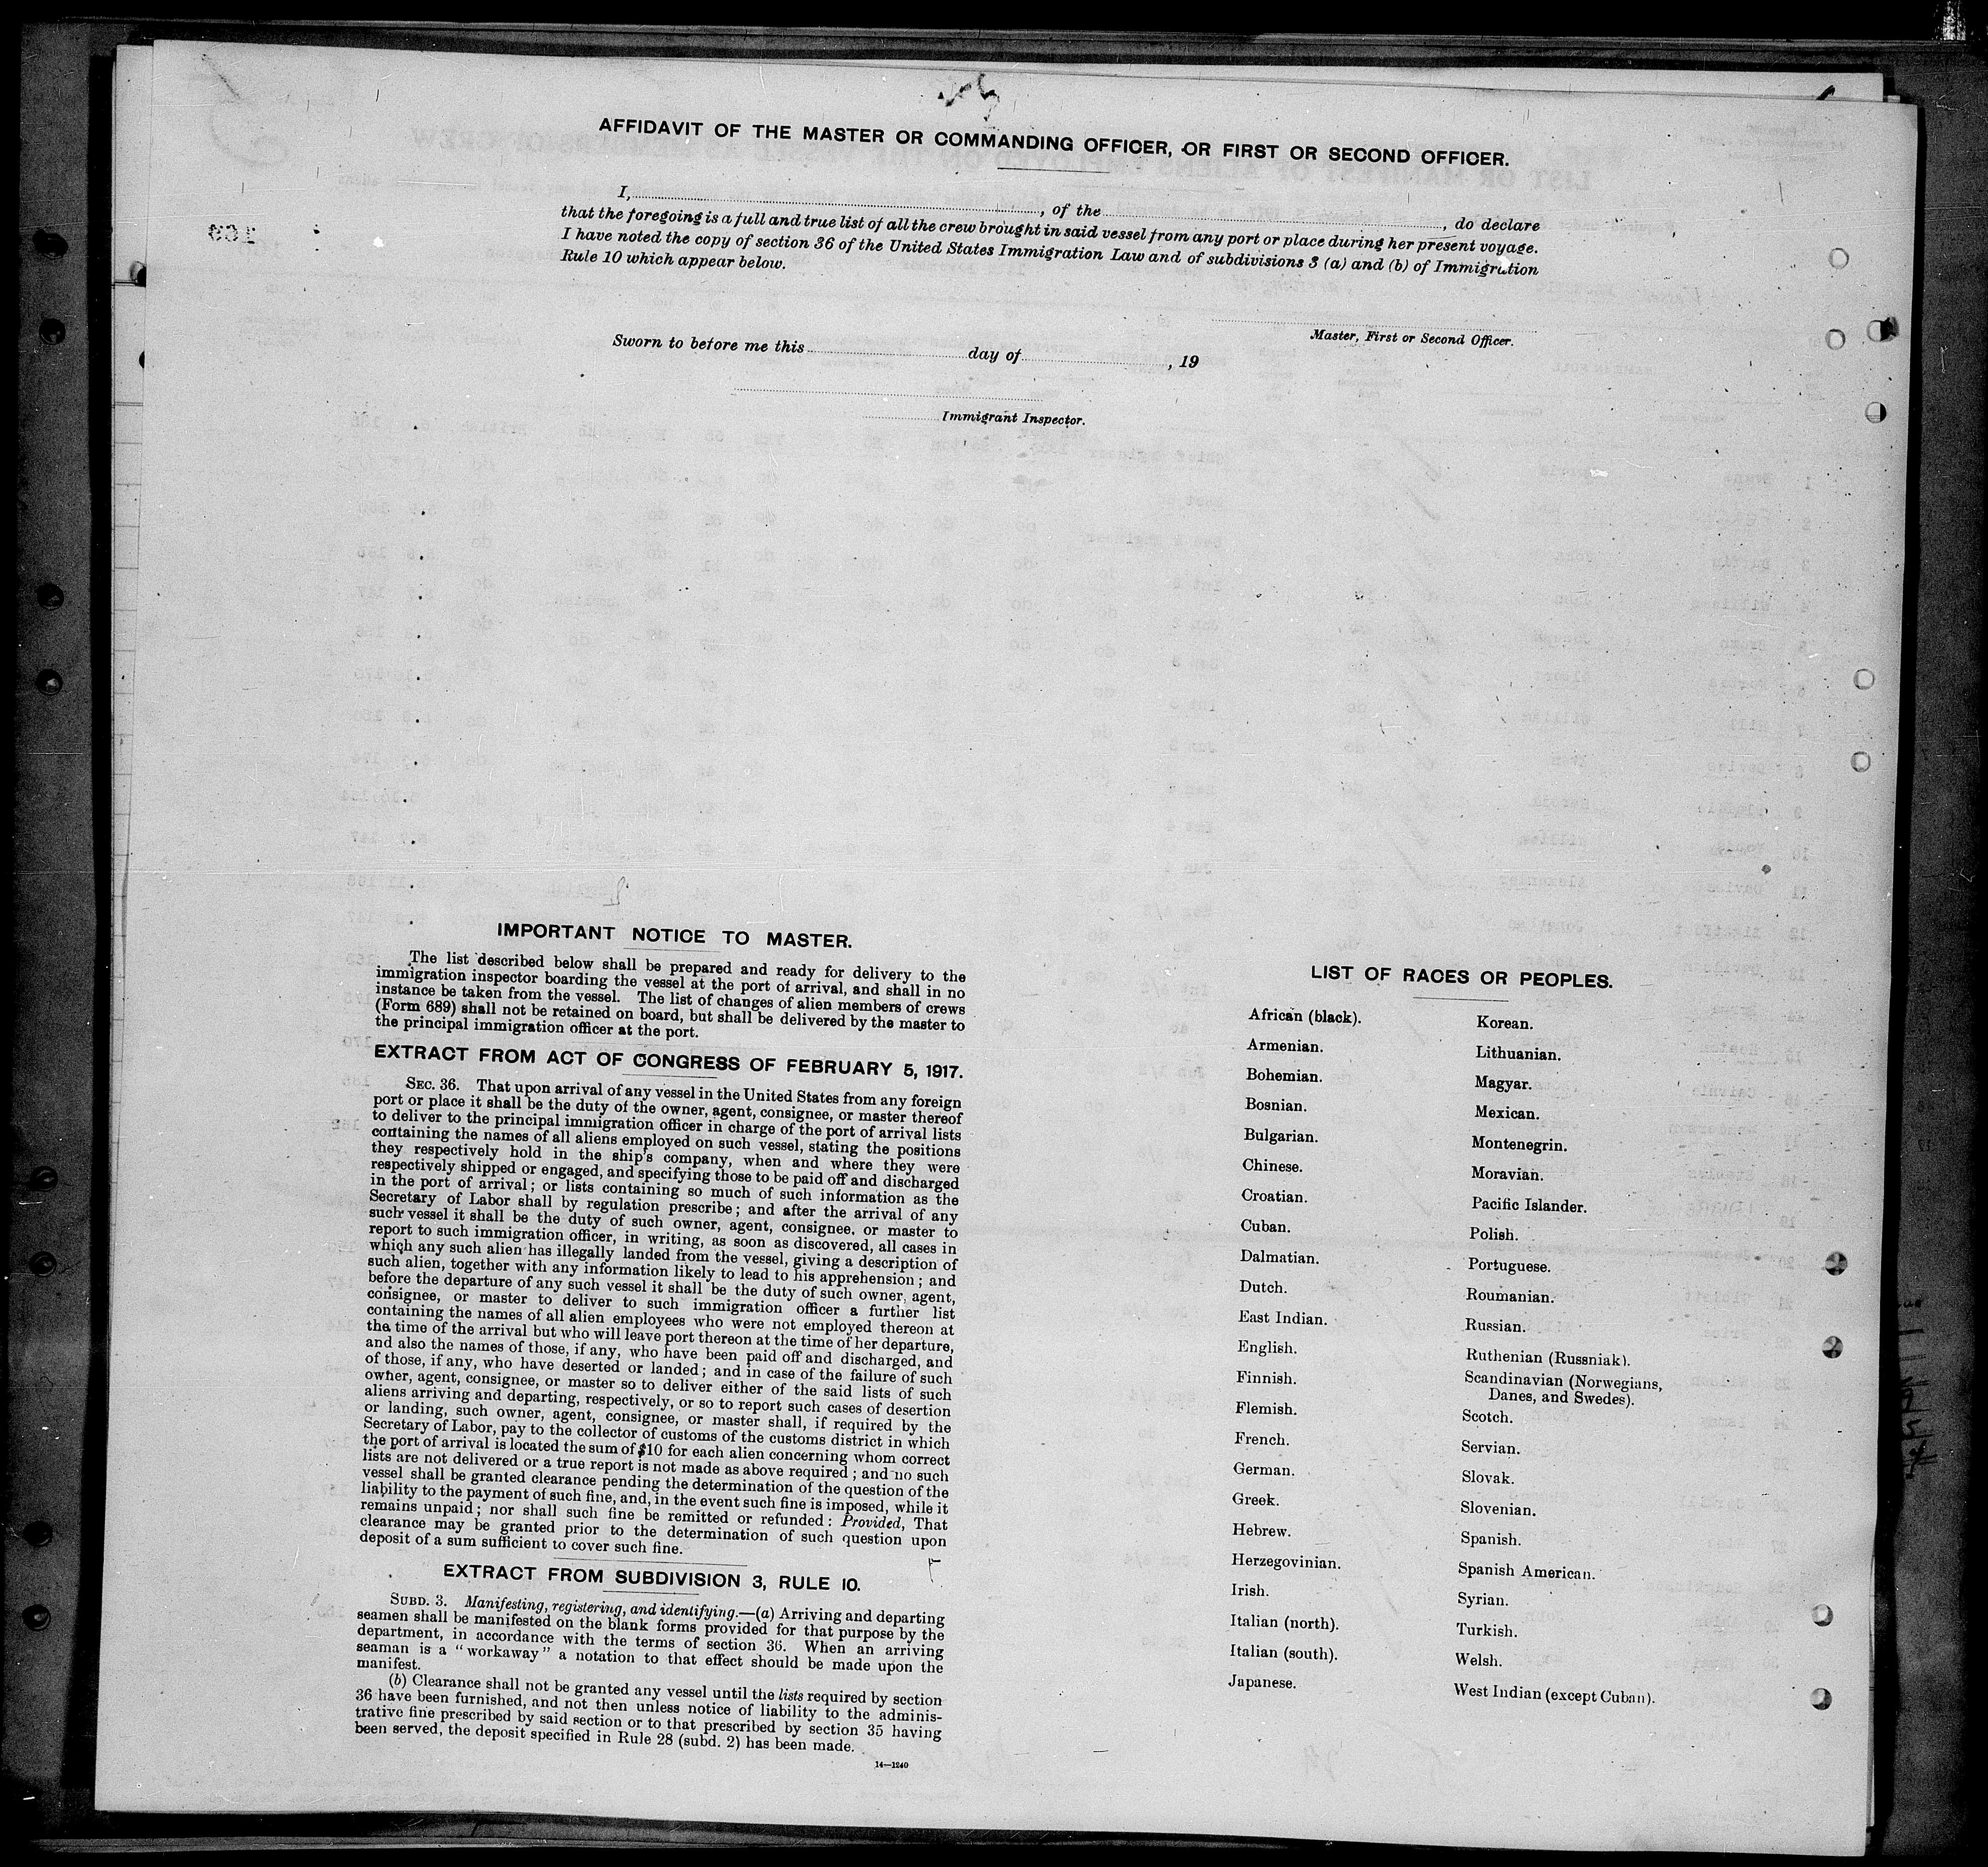 AFFIDAVIT OF THE MASTER OR COMMANDING OFFICER, OR FIRST OR SECOND OFFICER.
I, , of the , do declare
that the foregoing is a full and true list of all the crew brought in said vessel from any port or place during her present voyage.
I have noted the copy of section 36 of the United States Immigration Law and of subdivisions 3 (a) and (b) of Immigration
Rule 10 which appear below.
Master, First or Second Officer.
Sworn to before me this day of , 19
Immigrant Inspector.
IMPORTANT NOTICE TO MASTER.
The list described below shall be prepared and ready for delivery to the
immigration inspector boarding the vessel at the port of arrival, and shall in no
instance be taken from the vessel. The list of changes of alien members of crews
(Form 689) shall not be retained on board, but shall be delivered by the master to
the principal immigration officer at the port.
EXTRACT FROM ACT OF CONGRESS OF FEBRUARY 5, 1917.
SEC. 36. That upon arrival of any vessel in the United States from any foreign
port or place it shall be the duty of the owner, agent, consignee, or master thereof
to deliver to the principal immigration officer in charge of the port of arrival lists
containing the names of all aliens employed on such vessel, stating the positions
they respectively hold in the ship's company, when and where they were
respectively shipped or engaged, and specifying those to be paid off and discharged
in the port of arrival; or lists containing so much of such information as the
Secretary of Labor shall by regulation prescribe; and after the arrival of any
such vessel it shall be the duty of such owner, agent, consignee, or master to
report to such immigration officer, in writing, as soon as discovered, all cases in
which any such alien has illegally landed from the vessel, giving a description of
such alien, together with any information likely to lead to his apprehension; and
before the departure of any such vessel it shall be the duty of such owner, agent,
consignee, or master to deliver to such immigration officer a further list
containing the names of all alien employees who were not employed thereon at
the time of the arrival but who will leave port thereon at the time of her departure,
and also the names of those, if any, who have been paid off and discharged, and
of those, if any, who have deserted or landed; and in case of the failure of such
owner, agent, consignee, or master so to deliver either of the said lists of such
aliens arriving and departing, respectively, or so to report such cases of desertion
or landing, such owner, agent, consignee, or master shall, if required by the
Secretary of Labor, pay to the collector of customs of the customs district in which
the port of arrival is located the sum of $10 for each alien concerning whom correct
lists are not delivered or a true report is not made as above required; and no such
vessel shall be granted clearance pending the determination of the question of the
liability to the payment of such fine, and, in the event such fine is imposed, while it
remains unpaid; nor shall such fine be remitted or refunded: Provided, That
clearance may be granted prior to the determination of such question upon
deposit of a sum sufficient to cover such fine.
EXTRACT FROM SUBDIVISION 3, RULE 10.
SUBD. 3. Manifesting, registering, and identifying.—(a) Arriving and departing
seamen shall be manifested on the blank forms provided for that purpose by the
department, in accordance with the terms of section 36. When an arriving
seaman is a "workaway" a notation to that effect should be made upon the
manifest.
(b) Clearance shall not be granted any vessel until the lists required by section
36 have been furnished, and not then unless notice of liability to the adminis-
trative fine prescribed by said section or to that prescribed by section 35 having
been served, the deposit specified in Rule 28 (subd. 2) has been made.
14—1240
LIST OF RACES OR PEOPLES.
African (black).
Armenian.
Bohemian.
Bosnian.
Bulgarian.
Chinese.
Croatian.
Cuban.
Dalmatian.
Dutch.
East Indian.
English.
Finnish.
Flemish.
French.
German.
Greek.
Hebrew.
Herzegovinian.
Irish.
Italian (north).
Italian (south).
Japanese.
Korean.
Lithuanian.
Magyar.
Mexican.
Montenegrin.
Moravian.
Pacific Islander.
Polish.
Portuguese.
Roumanian.
Russian.
Ruthenian (Russniak).
Scandinavian (Norwegians,
Danes, and Swedes).
Scotch.
Servian.
Slovak.
Slovenian.
Spanish.
Spanish American.
Syrian.
Turkish.
Welsh.
West Indian (except Cuban).